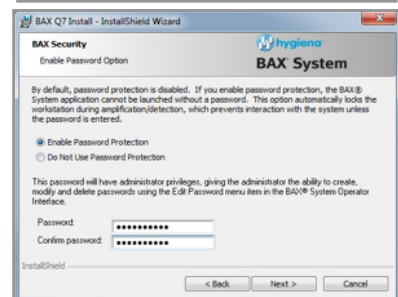 BAX Q7 Install - InstallShield Wizard
BAX Security
Enable Password Option
hygiena
BAX® System
By default, password protection is disabled. If you enable password protection, the BAX®
System application cannot be launched without a password. This option automatically locks the
workstation during amplification/detection, which prevents interaction with the system unless
the password is entered.
Enable Password Protection
Do Not Use Password Protection
This password will have administrator privileges, giving the administrator the ability to create,
modify and delete passwords using the Edit Password menu item in the BAX® System Operator
Interface.
Password: ••••••••••
Confirm password: ••••••••••
InstallShield
< Back Next > Cancel